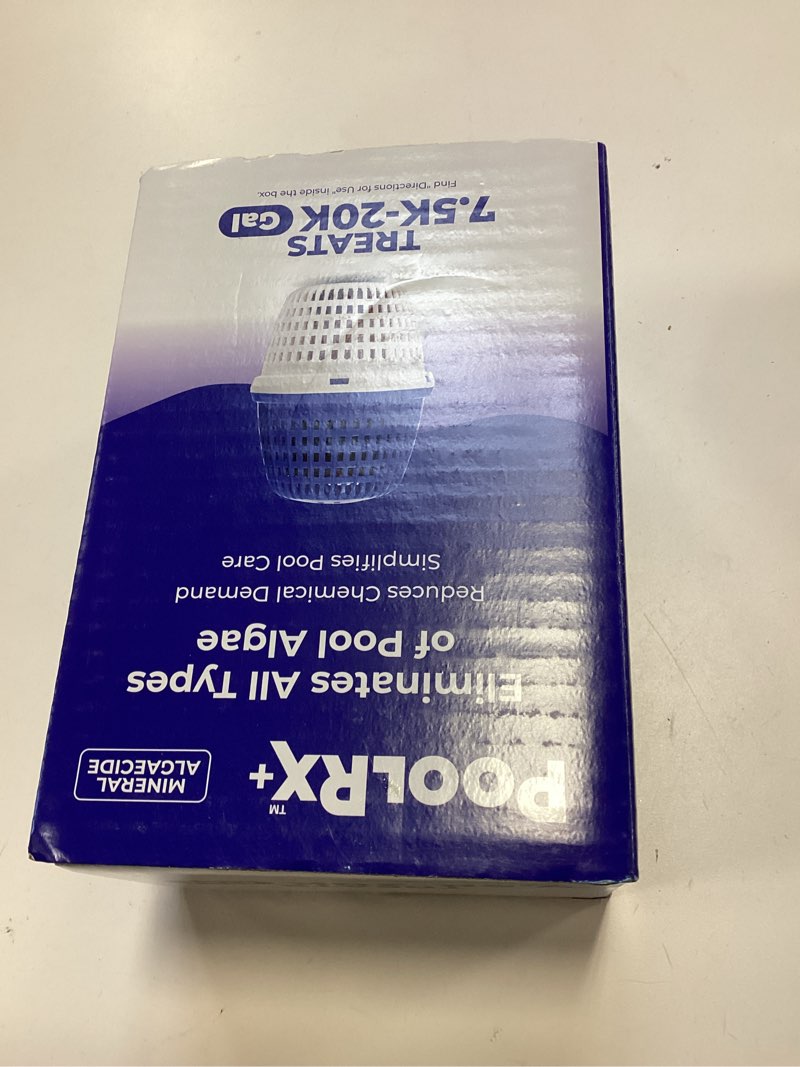 POOLRX+™
MINERAL
ALGAECIDE
Eliminates All Types
of Pool Algae
Reduces Chemical Demand
Simplifies Pool Care
TREATS
7.5K-20K Gal
Find "Directions for Use" inside the box.